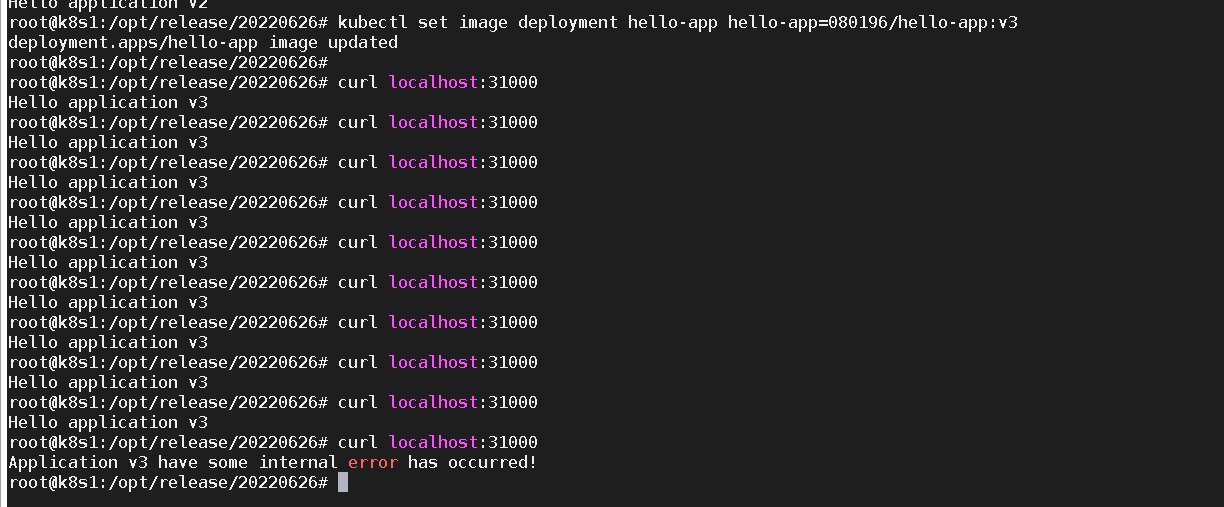 Hello application v2
root@k8s1:/opt/release/20220626# kubectl set image deployment hello-app hello-app=080196/hello-app:v3
deployment.apps/hello-app image updated
root@k8s1:/opt/release/20220626#
root@k8s1:/opt/release/20220626# curl localhost:31000
Hello application v3
root@k8s1:/opt/release/20220626# curl localhost:31000
Hello application v3
root@k8s1:/opt/release/20220626# curl localhost:31000
Hello application v3
root@k8s1:/opt/release/20220626# curl localhost:31000
Hello application v3
root@k8s1:/opt/release/20220626# curl localhost:31000
Hello application v3
root@k8s1:/opt/release/20220626# curl localhost:31000
Hello application v3
root@k8s1:/opt/release/20220626# curl localhost:31000
Hello application v3
root@k8s1:/opt/release/20220626# curl localhost:31000
Hello application v3
root@k8s1:/opt/release/20220626# curl localhost:31000
Hello application v3
root@k8s1:/opt/release/20220626# curl localhost:31000
Application v3 have some internal error has occurred!
root@k8s1:/opt/release/20220626#